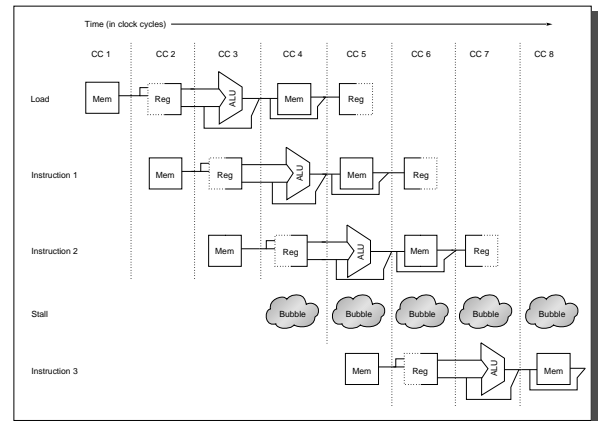 Time (in clock cycles)
CC 1 CC 2 CC 3 CC 4 CC 5 CC 6 CC 7 CC 8
Load Mem Reg ALU Mem Reg
Instruction 1 Mem Reg ALU Mem Reg
Instruction 2 Mem Reg ALU Mem Reg
Stall Bubble Bubble Bubble Bubble Bubble
Instruction 3 Mem Reg ALU Mem